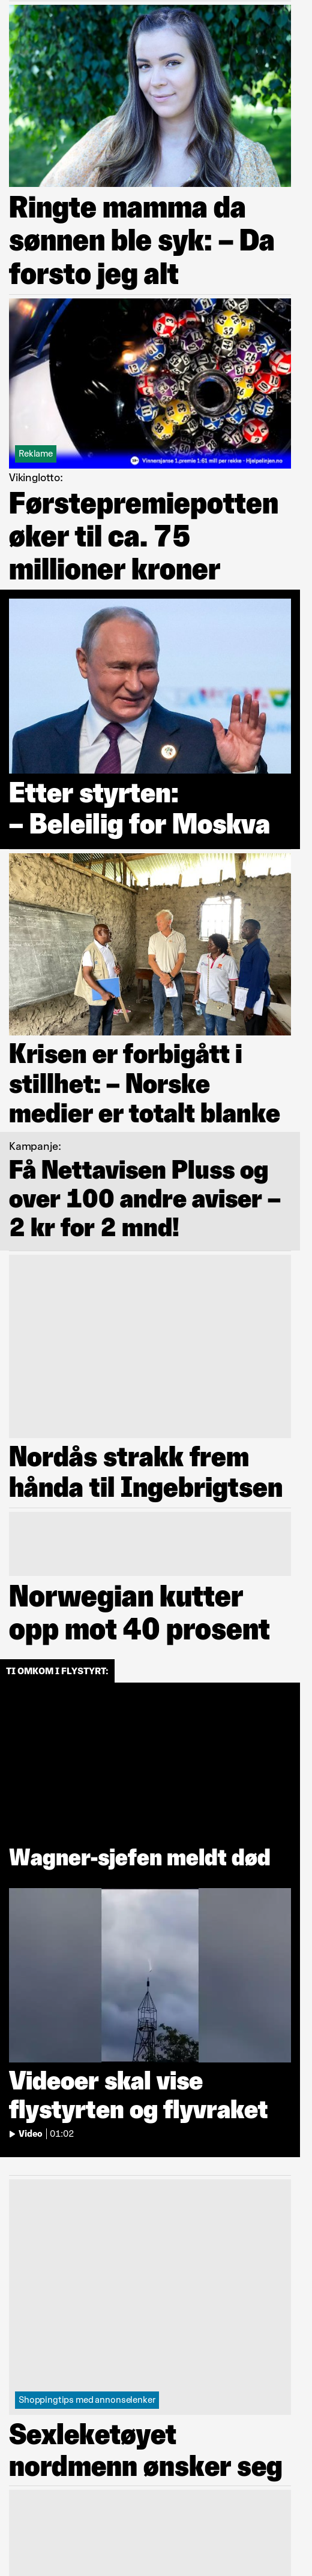 Ringte mamma da
sønnen ble syk: – Da
forsto jeg alt
Reklame
Vinnersjanse 1.premie 1:61 mill per rekke - Hjelpelinjen.no
Vikinglotto:
Førstepremiepotten
øker til ca. 75
millioner kroner
Etter styrten:
– Beleilig for Moskva
Krisen er forbigått i
stillhet: – Norske
medier er totalt blanke
Kampanje:
Få Nettavisen Pluss og
over 100 andre aviser –
2 kr for 2 mnd!
Nordås strakk frem
hånda til Ingebrigtsen
Norwegian kutter
opp mot 40 prosent
TI OMKOM I FLYSTYRT:
Wagner-sjefen meldt død
Videoer skal vise
flystyrten og flyvraket
Video | 01:02
Shoppingtips med annonselenker
Sexleketøyet
nordmenn ønsker seg